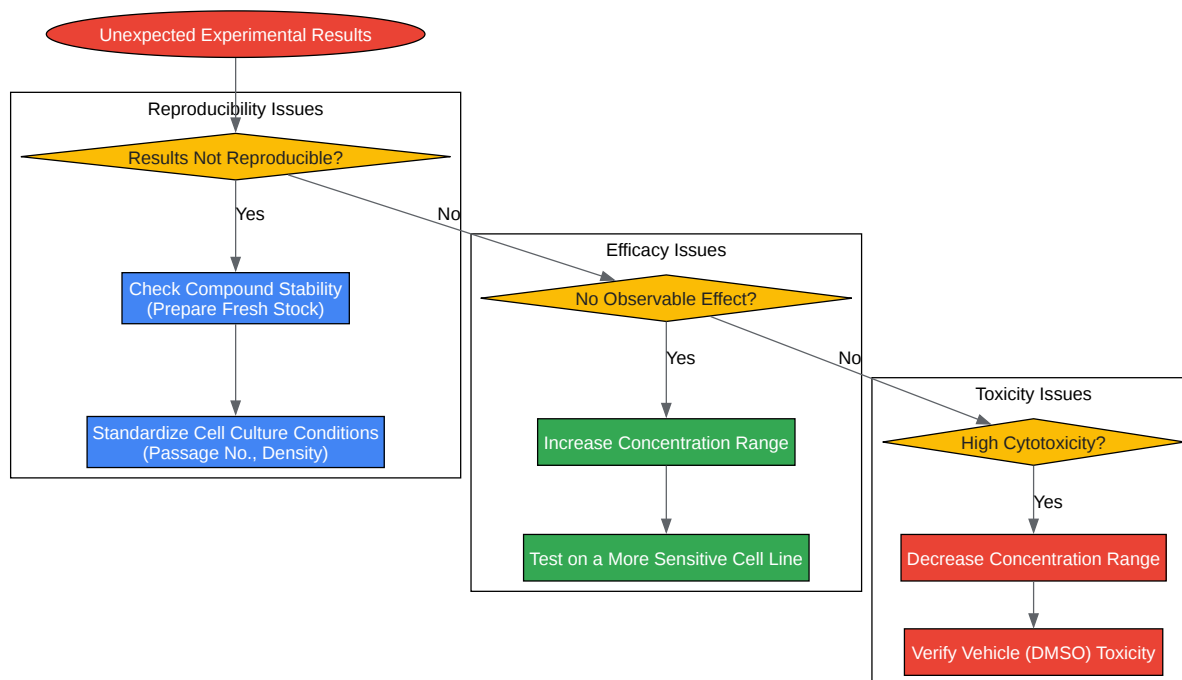 Unexpected Experimental Results
Reproducibility Issues
Results Not Reproducible?
Yes
No
Check Compound Stability
(Prepare Fresh Stock)
Standardize Cell Culture Conditions
(Passage No., Density)
Efficacy Issues
No Observable Effect?
Yes
No
Increase Concentration Range
Test on a More Sensitive Cell Line
Toxicity Issues
High Cytotoxicity?
Yes
Decrease Concentration Range
Verify Vehicle (DMSO) Toxicity